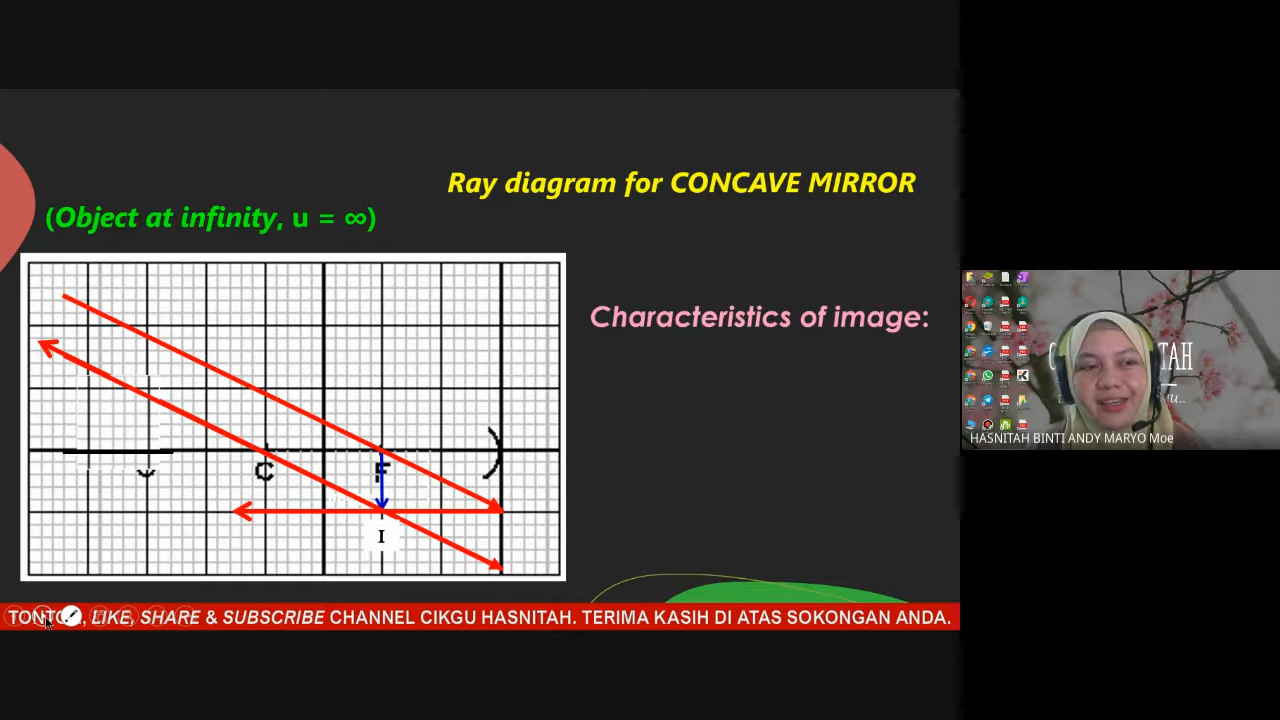 Ray diagram for CONCAVE MIRROR
(Object at infinity, u = ∞)
Characteristics of image:
C
F
I
HASNITAH BINTI ANDY MARYO Moe
LIKE, SHARE & SUBSCRIBE CHANNEL CIKGU HASNITAH. TERIMA KASIH DI ATAS SOKONGAN ANDA.